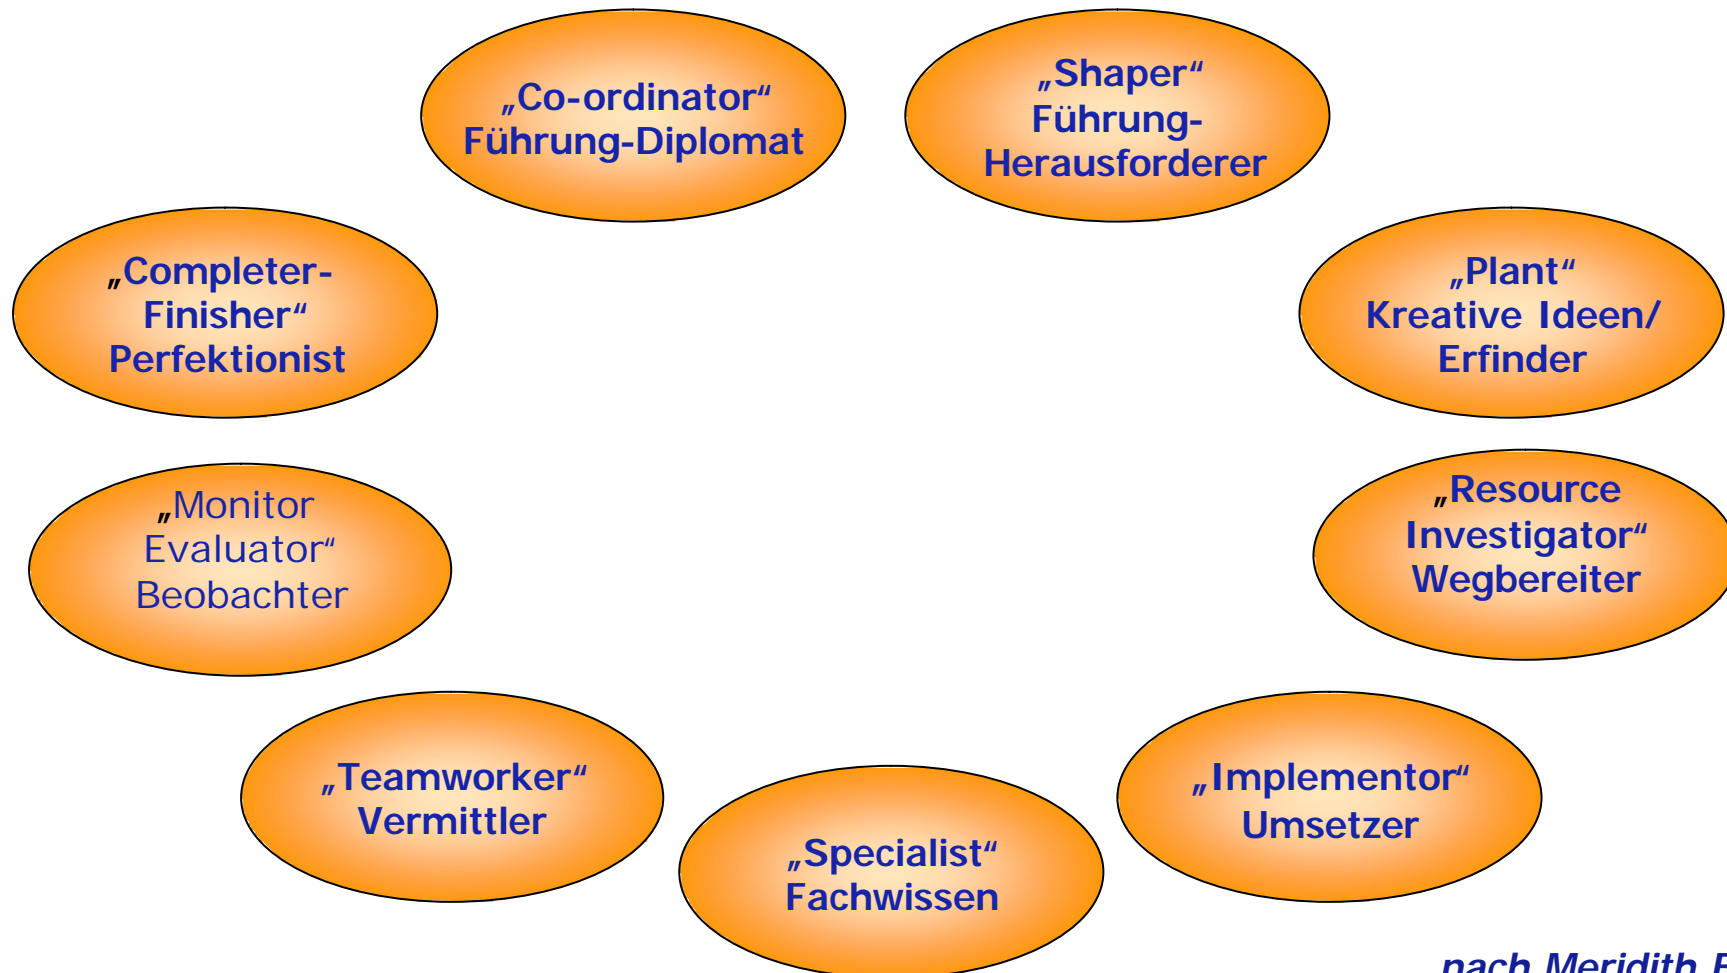 „Co-ordinator“
Führung-Diplomat
„Shaper“
Führung-
Herausforderer
„Completer-
Finisher“
Perfektionist
„Plant“
Kreative Ideen/
Erfinder
„Monitor
Evaluator“
Beobachter
„Resource
Investigator“
Wegbereiter
„Teamworker“
Vermittler
„Implementor“
Umsetzer
„Specialist“
Fachwissen
nach Meridith